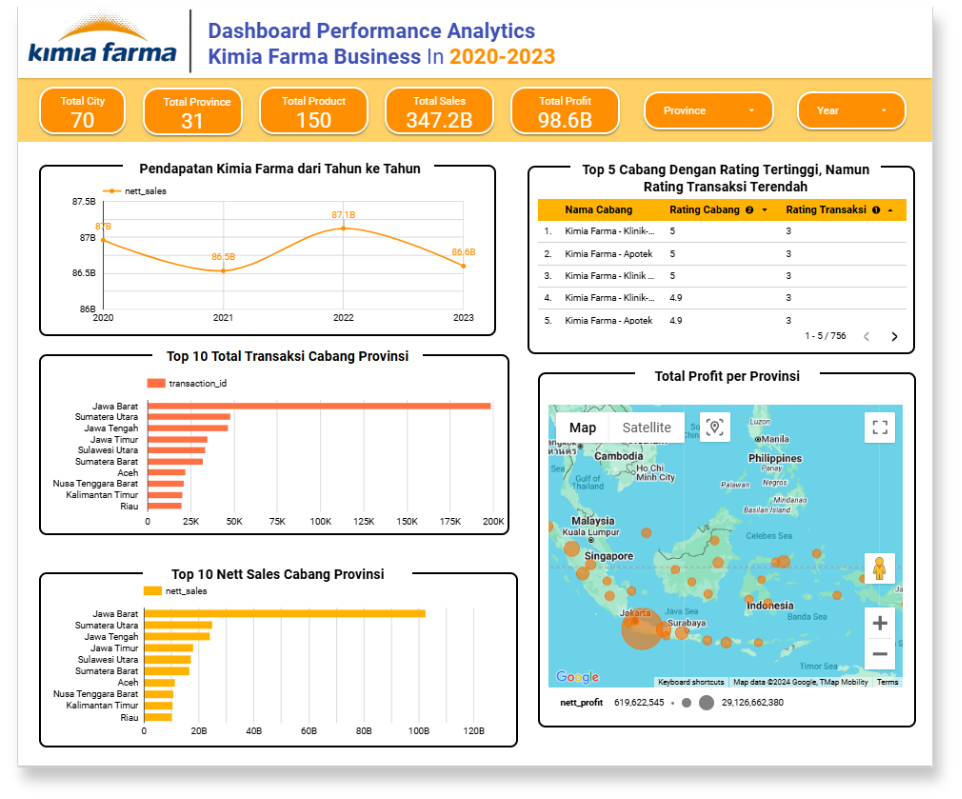 kimia farma
Dashboard Performance Analytics
Kimia Farma Business In 2020-2023
Total City
70
Total Province
31
Total Product
150
Total Sales
347.2B
Total Profit
98.6B
Province
Year
Pendapatan Kimia Farma dari Tahun ke Tahun
nett_sales
87.5B
87B
86.5B
86B
87B
86.5B
87.1B
86.6B
2020
2021
2022
2023
Top 5 Cabang Dengan Rating Tertinggi, Namun
Rating Transaksi Terendah
Nama Cabang Rating Cabang 2 Rating Transaksi 1
1. Kimia Farma - Klinik-... 5 3
2. Kimia Farma - Apotek 5 3
3. Kimia Farma - Klinik ... 5 3
4. Kimia Farma - Klinik-... 4.9 3
5. Kimia Farma - Apotek 4.9 3
1 - 5 / 756
Top 10 Total Transaksi Cabang Provinsi
transaction_id
Jawa Barat
Sumatera Utara
Jawa Tengah
Jawa Timur
Sulawesi Utara
Sumatera Barat
Aceh
Nusa Tenggara Barat
Kalimantan Timur
Riau
0 25K 50K 75K 100K 125K 150K 175K 200K
Top 10 Nett Sales Cabang Provinsi
nett_sales
Jawa Barat
Sumatera Utara
Jawa Tengah
Jawa Timur
Sulawesi Utara
Sumatera Barat
Aceh
Nusa Tenggara Barat
Kalimantan Timur
Riau
0 20B 40B 60B 80B 100B 120B
Total Profit per Provinsi
Map Satellite
Luzon
Manila
Cambodia
Philippines
Ho Chi
Minh City
Panay
Gulf of
Thailand
Palawan
Negros
Mindanao
Basilan Island
Malaysia
Kuala Lumpur
Celebes Sea
Singapore
Indonesia
Jakarta
Java Sea
Surabaya
Banda Sea
Timor Sea
Google
Keyboard shortcuts Map data ©2024 Google, TMap Mobility Terms
nett_profit 619,622,545 29,126,662,380